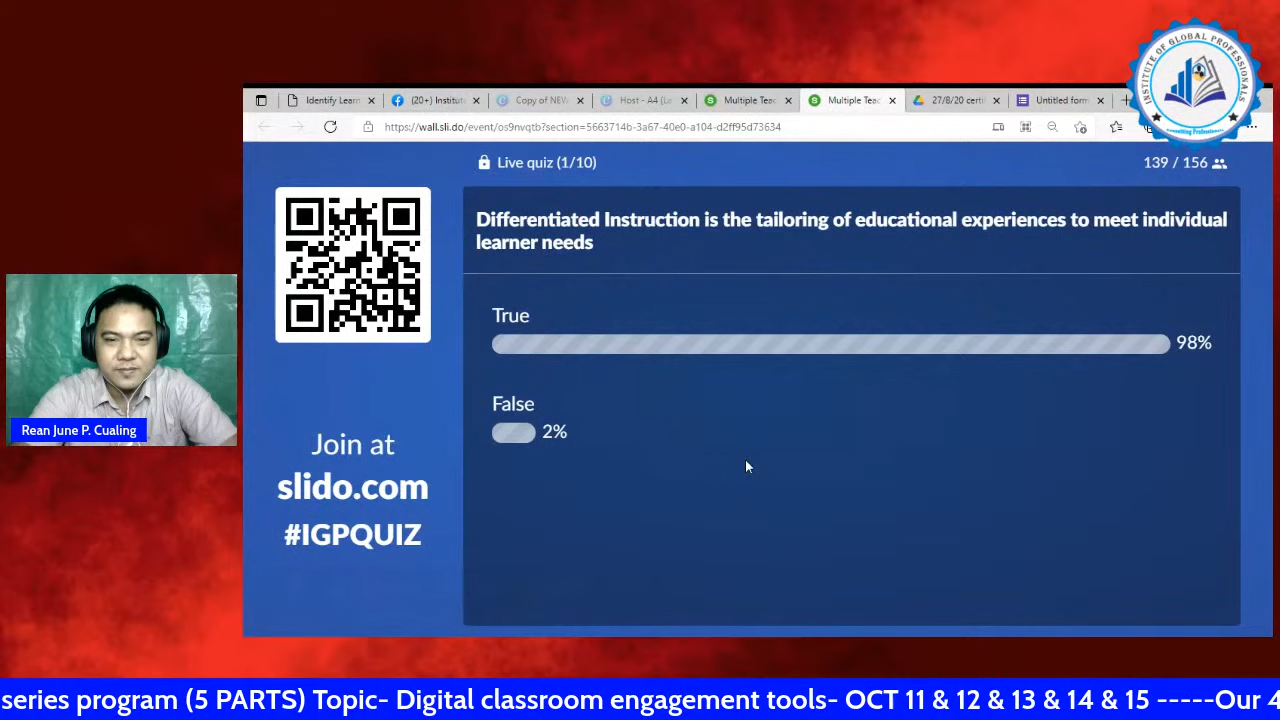 INSTITUTE OF GLOBAL PROFESSIONALS
Consulting Professionals
Identify Learn
(20+) Institut
Copy of NEW
Host - A4 (La
Multiple Teac
Multiple Teac
27/8/20 certi
Untitled form
https://wall.sli.do/event/os9nvqtb?section=5663714b-3a67-40e0-a104-d2ff95d73634
Live quiz (1/10)
139 / 156
Differentiated Instruction is the tailoring of educational experiences to meet individual
learner needs
True
98%
False
2%
Join at
slido.com
#IGPQUIZ
Rean June P. Cualing
series program (5 PARTS) Topic- Digital classroom engagement tools- OCT 11 & 12 & 13 & 14 & 15 -----Our 4